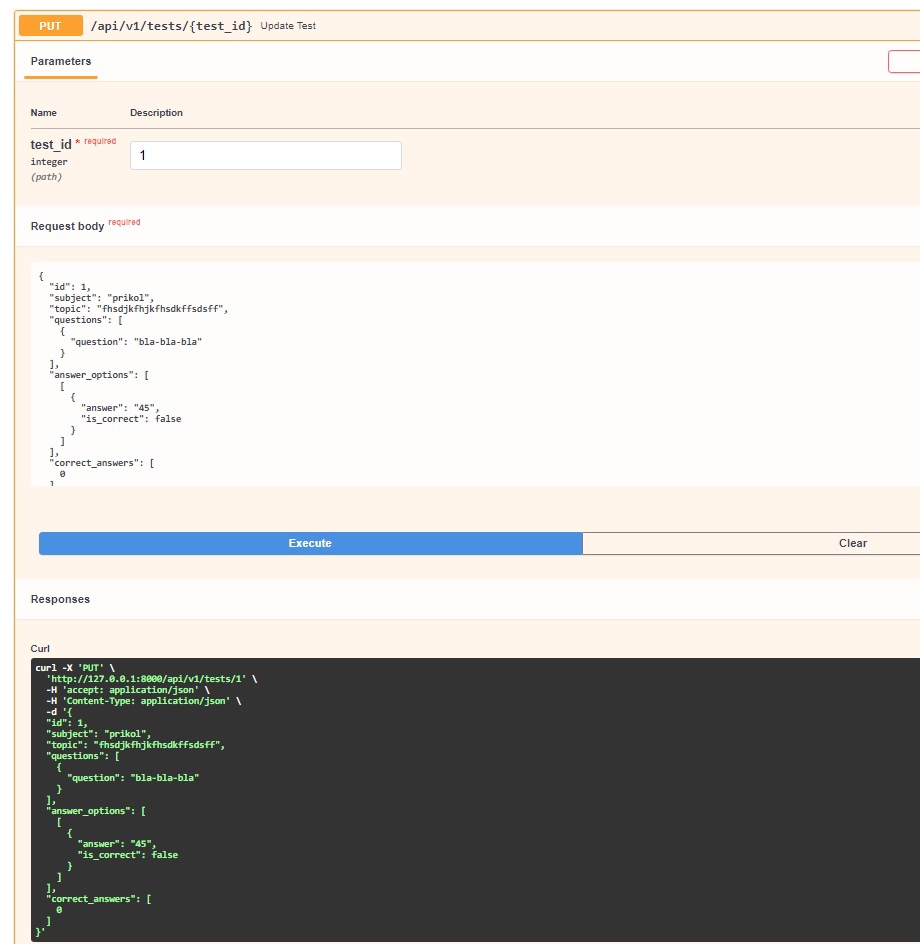 PUT /api/v1/tests/{test_id} Update Test
Parameters
Name Description
test_id * required
integer
(path)
1
Request body required
{
"id": 1,
"subject": "prikol",
"topic": "fhsdjkfhjkfhsdkffsdsff",
"questions": [
{
"question": "bla-bla-bla"
}
],
"answer_options": [
[
{
"answer": "45",
"is_correct": false
}
]
],
"correct_answers": [
0
]
Execute Clear
Responses
Curl
curl -X 'PUT' \
'http://127.0.0.1:8000/api/v1/tests/1' \
-H 'accept: application/json' \
-H 'Content-Type: application/json' \
-d '{
"id": 1,
"subject": "prikol",
"topic": "fhsdjkfhjkfhsdkffsdsff",
"questions": [
{
"question": "bla-bla-bla"
}
],
"answer_options": [
[
{
"answer": "45",
"is_correct": false
}
]
],
"correct_answers": [
0
]
}'